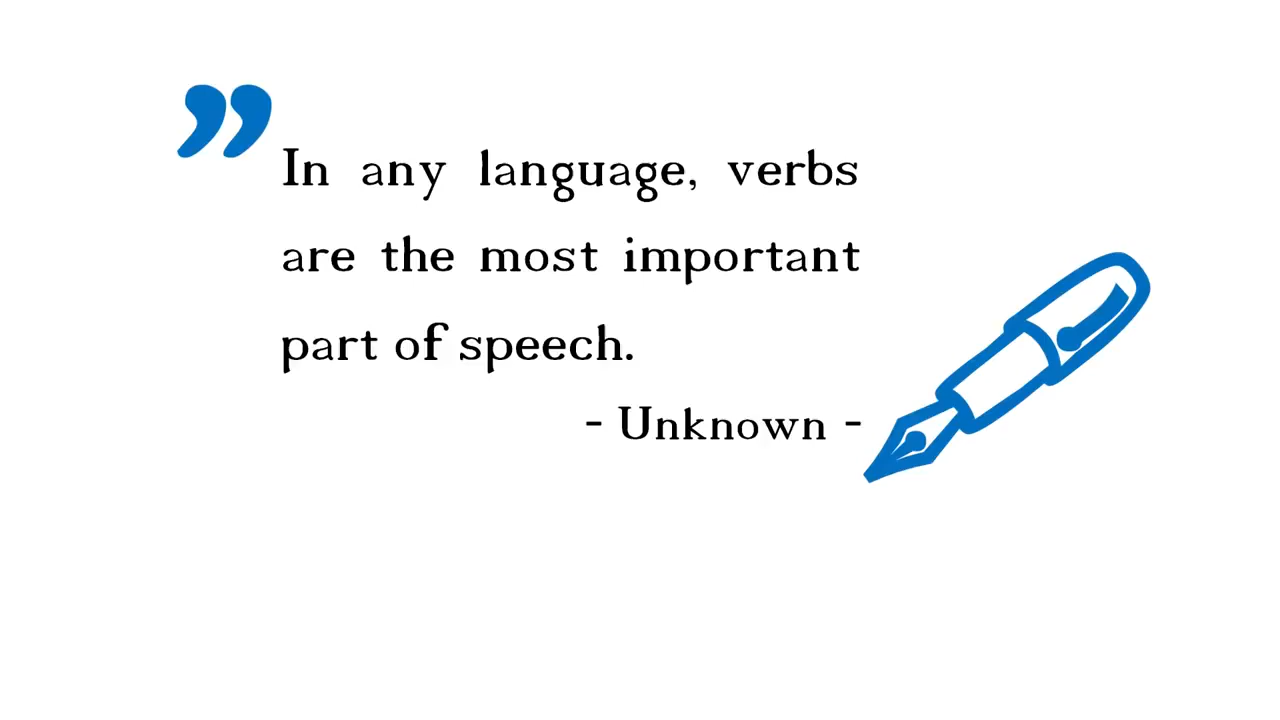 ”
In any language, verbs
are the most important
part of speech.
- Unknown -